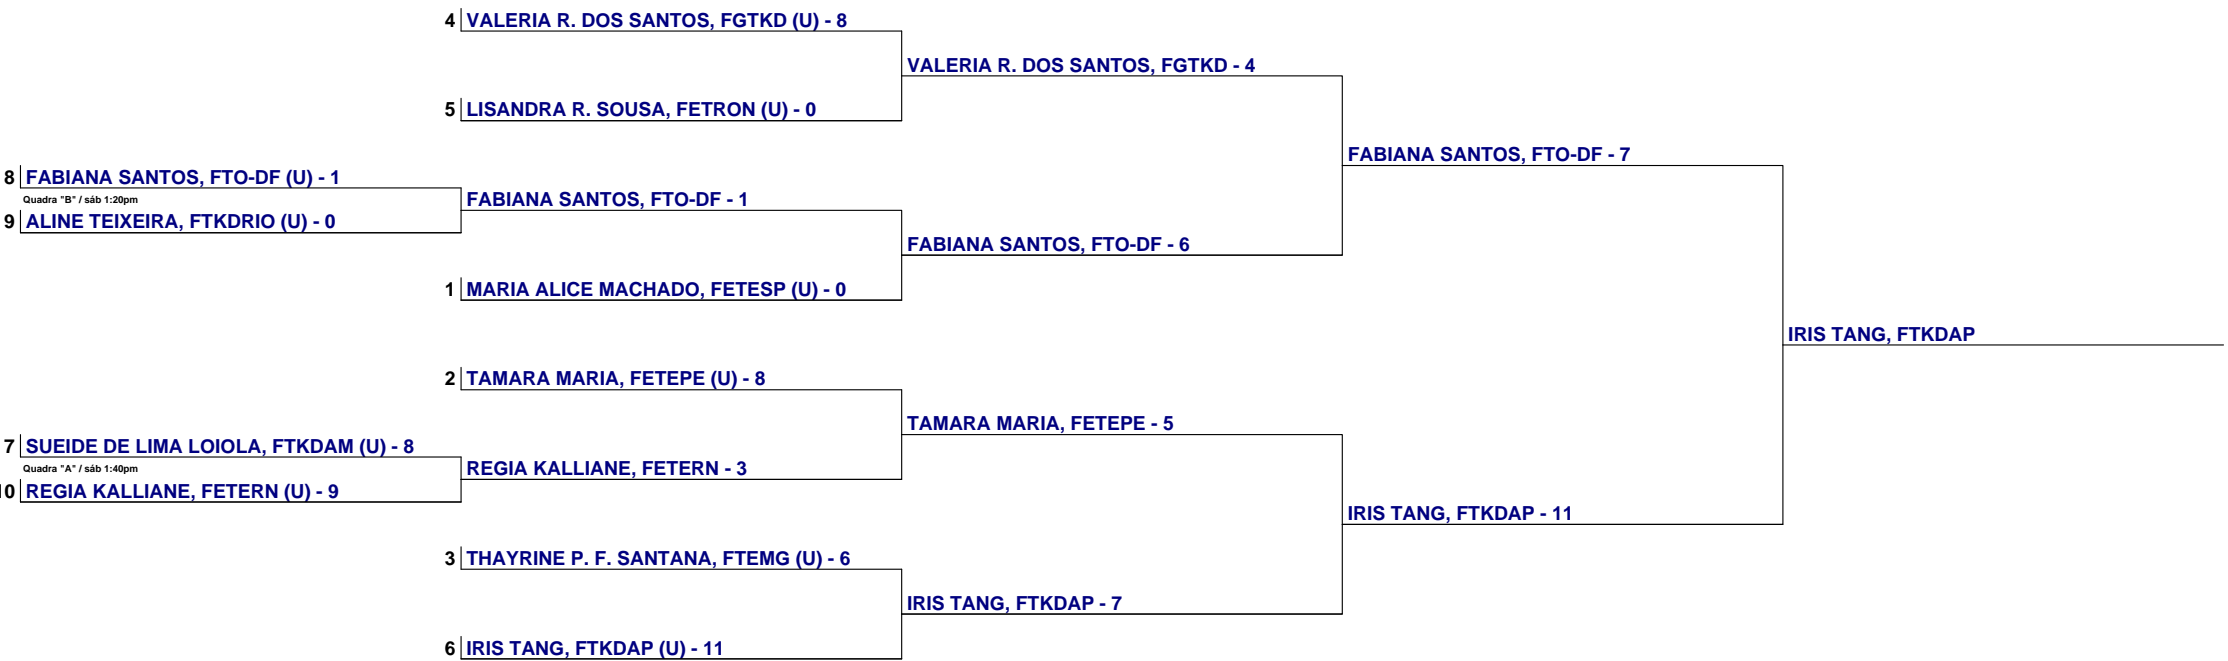 4 VALERIA R. DOS SANTOS, FGTKD (U) - 8
VALERIA R. DOS SANTOS, FGTKD - 4
5 LISANDRA R. SOUSA, FETRON (U) - 0
FABIANA SANTOS, FTO-DF - 7
8 FABIANA SANTOS, FTO-DF (U) - 1
Quadra "B" / sáb 1:20pm
FABIANA SANTOS, FTO-DF - 1
9 ALINE TEIXEIRA, FTKDRIO (U) - 0
FABIANA SANTOS, FTO-DF - 6
1 MARIA ALICE MACHADO, FETESP (U) - 0
IRIS TANG, FTKDAP
2 TAMARA MARIA, FETEPE (U) - 8
TAMARA MARIA, FETEPE - 5
7 SUEIDE DE LIMA LOIOLA, FTKDAM (U) - 8
Quadra "A" / sáb 1:40pm
REGIA KALLIANE, FETERN - 3
10 REGIA KALLIANE, FETERN (U) - 9
IRIS TANG, FTKDAP - 11
3 THAYRINE P. F. SANTANA, FTEMG (U) - 6
IRIS TANG, FTKDAP - 7
6 IRIS TANG, FTKDAP (U) - 11